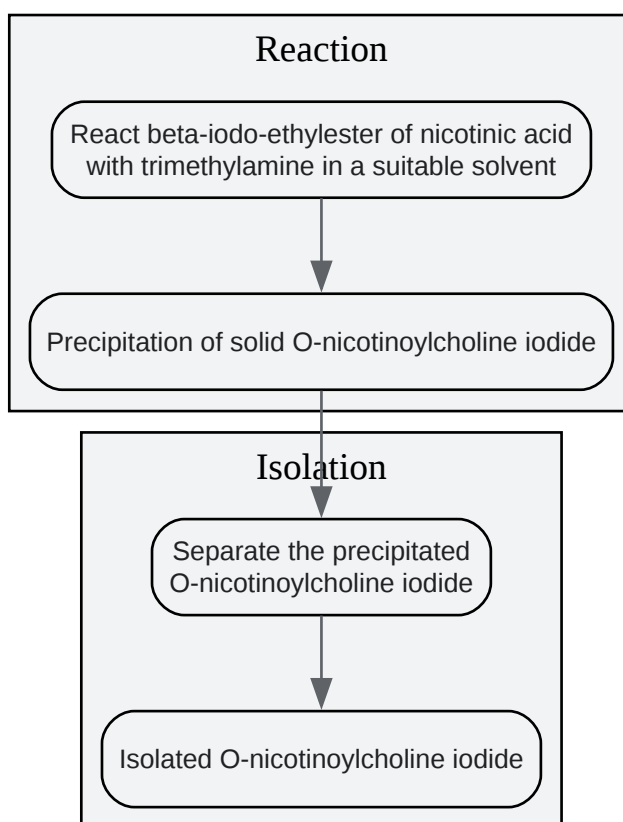 Reaction
React beta-iodo-ethylester of nicotinic acid
with trimethylamine in a suitable solvent
Precipitation of solid O-nicotinoylcholine iodide
Isolation
Separate the precipitated
O-nicotinoylcholine iodide
Isolated O-nicotinoylcholine iodide